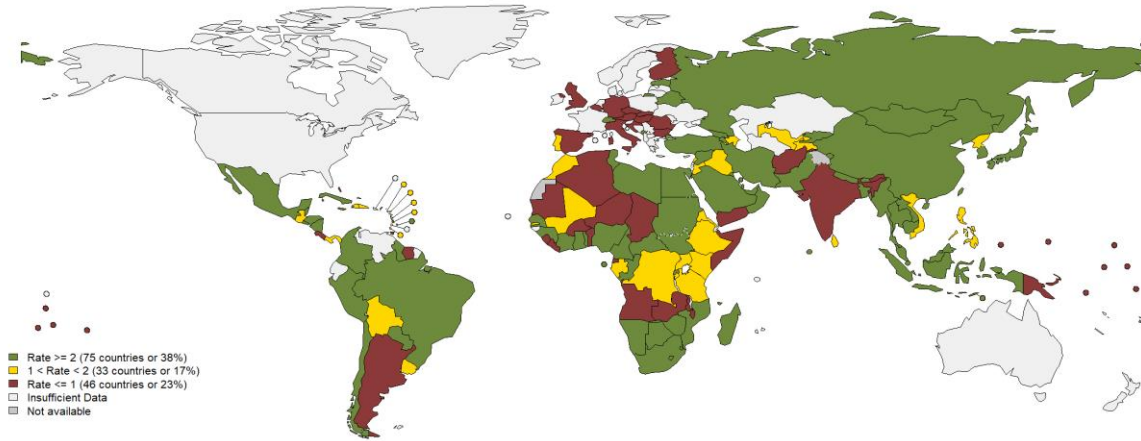 Rate >= 2 (75 countries or 38%)
1 < Rate < 2 (33 countries or 17%)
Rate <= 1 (46 countries or 23%)
Insufficient Data
Not available